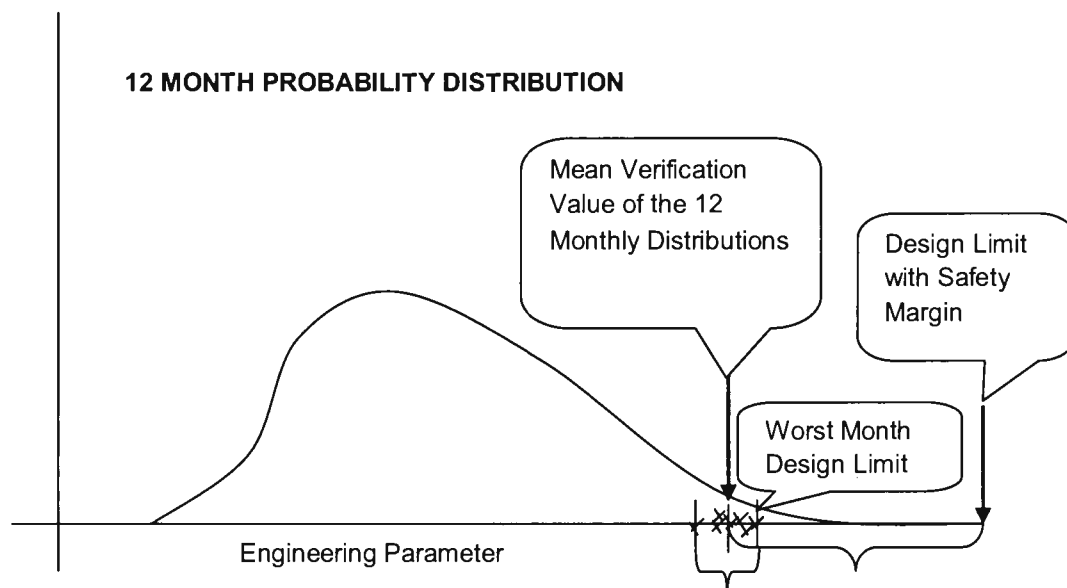 12 MONTH PROBABILITY DISTRIBUTION
Mean Verification
Value of the 12
Monthly Distributions
Design Limit
with Safety
Margin
Worst Month
Design Limit
Engineering Parameter